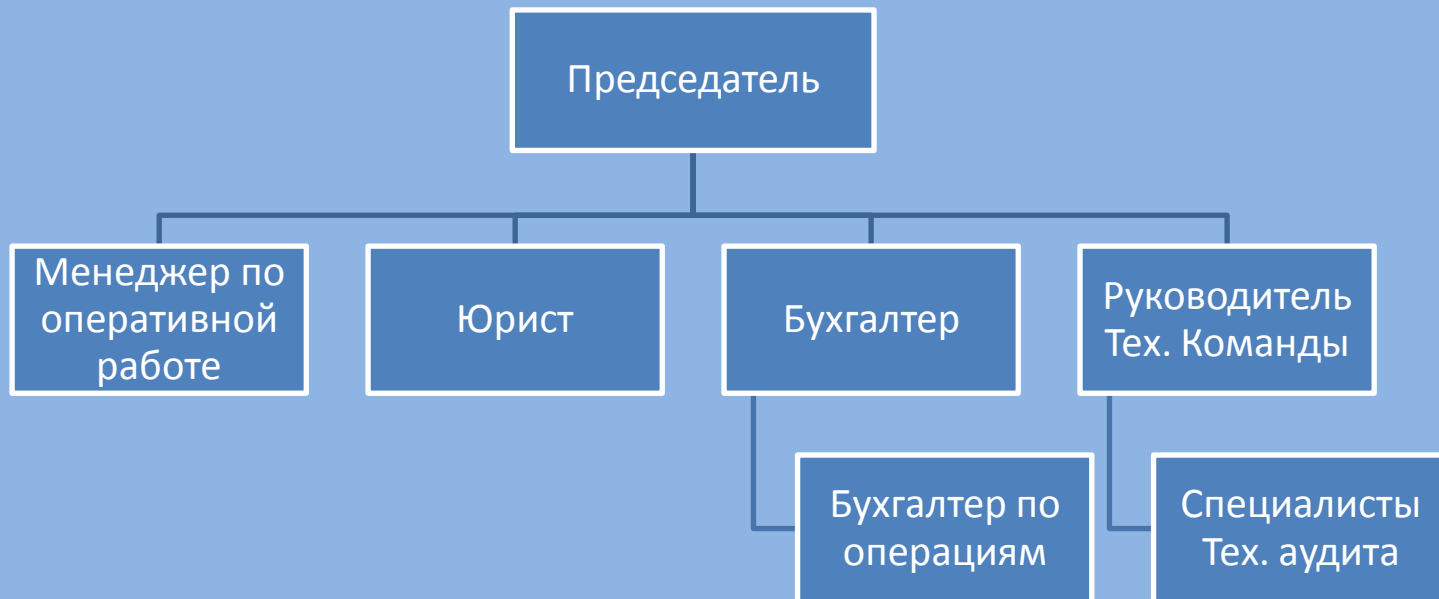 Председатель
Менеджер по
оперативной
работе
Юрист
Бухгалтер
Руководитель
Тех. Команды
Бухгалтер по
операциям
Специалисты
Тех. аудита